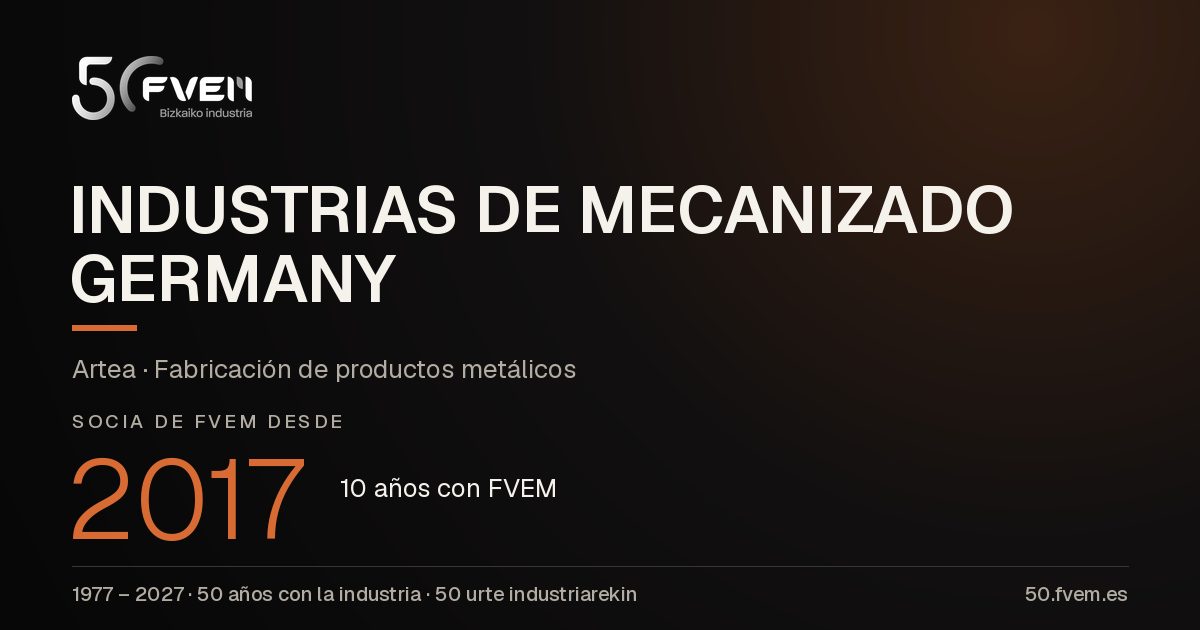 50 FVEM
Bizkaiko industria
INDUSTRIAS DE MECANIZADO
GERMANY
Artea · Fabricación de productos metálicos
SOCIA DE FVEM DESDE
2017
10 años con FVEM
1977 – 2027 · 50 años con la industria · 50 urte industriarekin
50.fvem.es